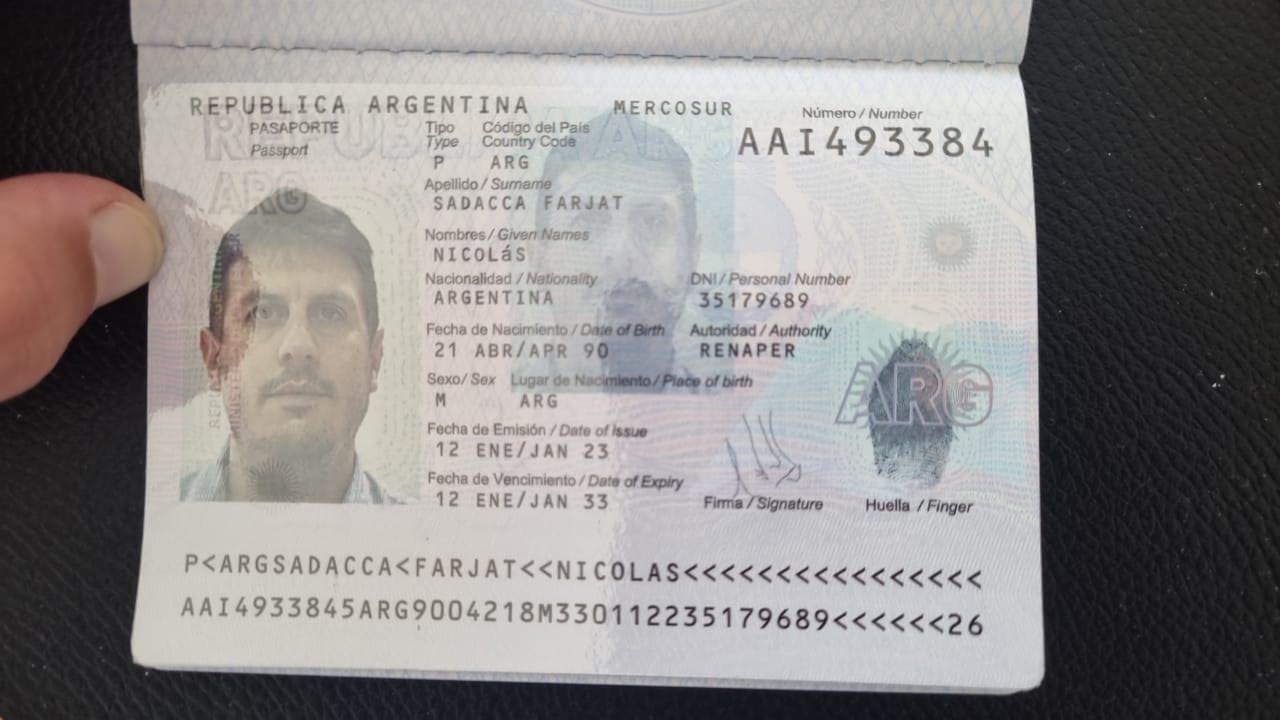 REPUBLICA ARGENTINA MERCOSUR Número / Number
PASAPORTE Tipo Código del País AAI493384
Passport Type Country Code
P ARG
Apellido / Surname
SADACCA FARJAT
Nombres / Given Names
NICOLáS
Nacionalidad / Nationality DNI / Personal Number
ARGENTINA 35179689
Fecha de Nacimiento / Date of Birth Autoridad / Authority
21 ABR/APR 90 RENAPER
Sexo / Sex Lugar de Nacimiento / Place of birth
M ARG
ARG
Fecha de Emisión / Date of Issue
12 ENE/JAN 23
Fecha de Vencimiento / Date of Expiry
12 ENE/JAN 33 Firma / Signature Huella / Finger
P<ARGSADACCA<FARJAT<<NICOLAS<<<<<<<<<<<<<<<<
AAI4933845ARG9004218M330112235179689<<<<<<26